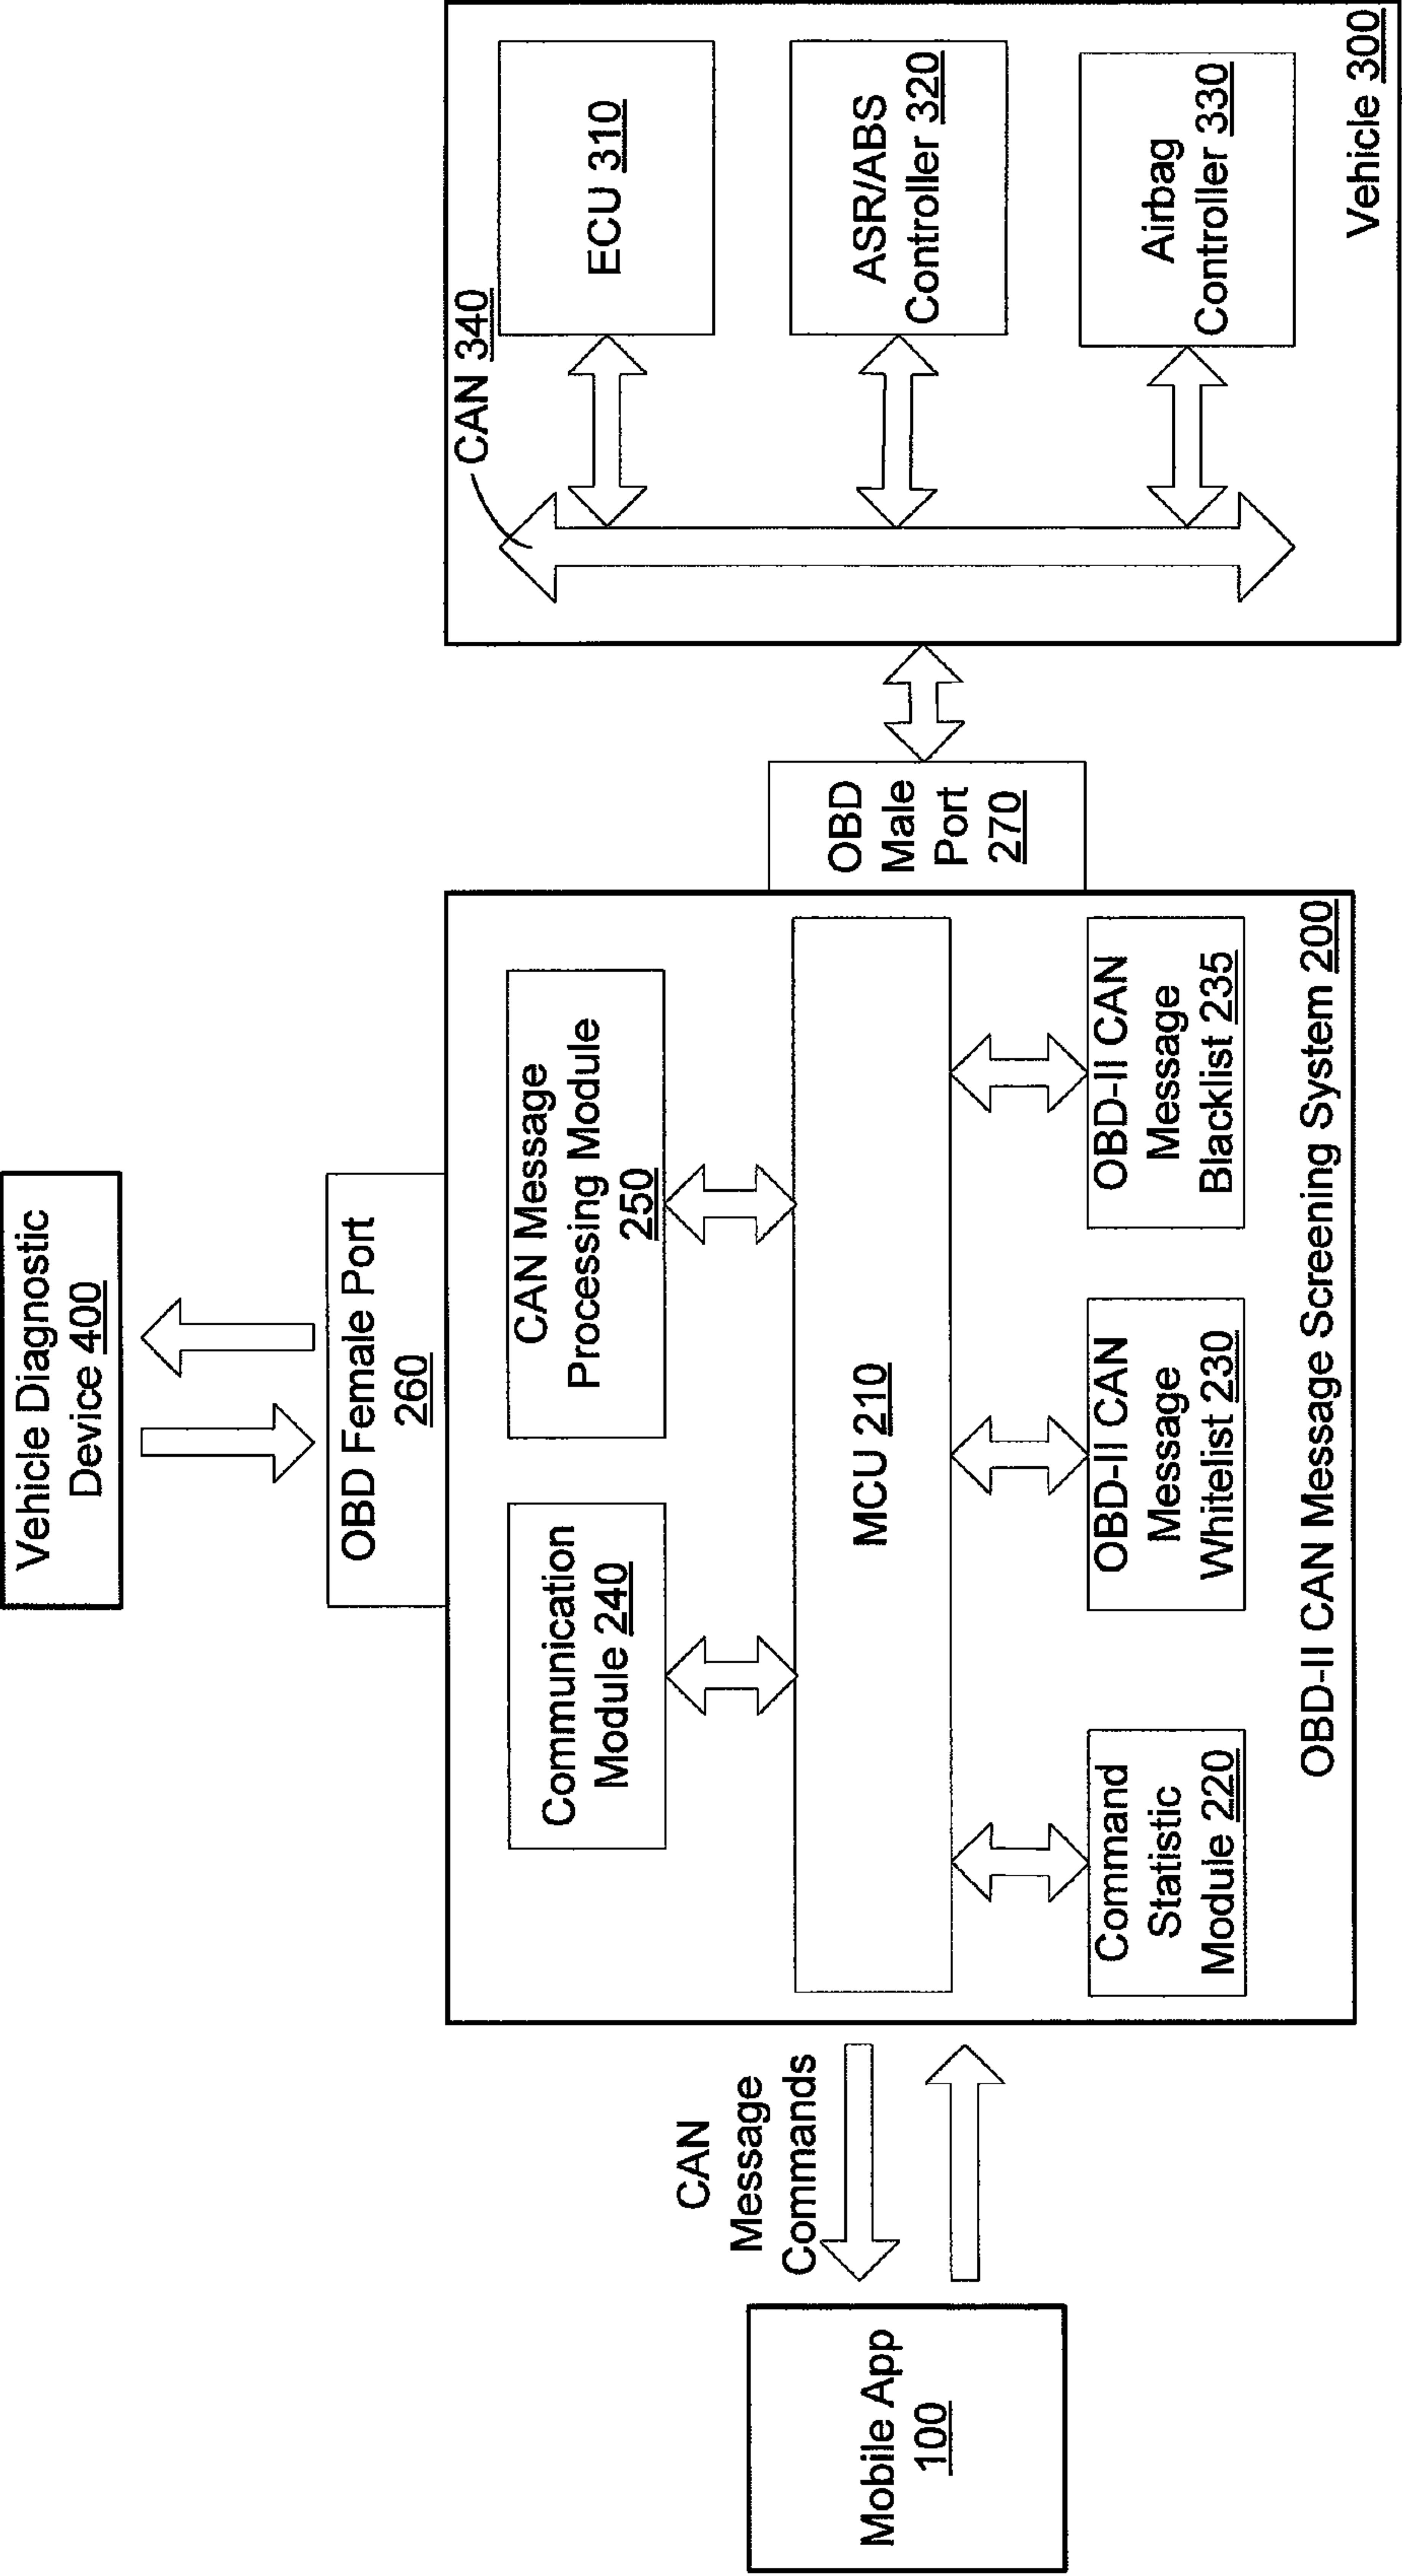 Vehicle Diagnostic
Device 400
OBD Female Port
260
CAN
Message
Commands
Mobile App
100
Communication
Module 240
CAN Message
Processing Module
250
MCU 210
Command
Statistic
Module 220
OBD-II CAN
Message
Whitelist 230
OBD-II CAN
Message
Blacklist 235
OBD-II CAN Message Screening System 200
OBD
Male
Port
270
CAN 340
ECU 310
ASR/ABS
Controller 320
Airbag
Controller 330
Vehicle 300